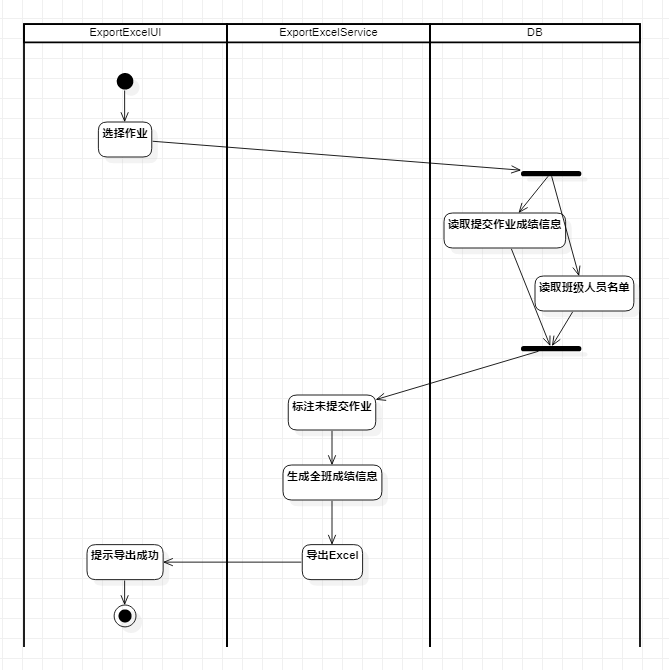 ExportExcelUI
ExportExcelService
DB
选择作业
读取提交作业成绩信息
读取班级人员名单
标注未提交作业
生成全班成绩信息
提示导出成功
导出Excel